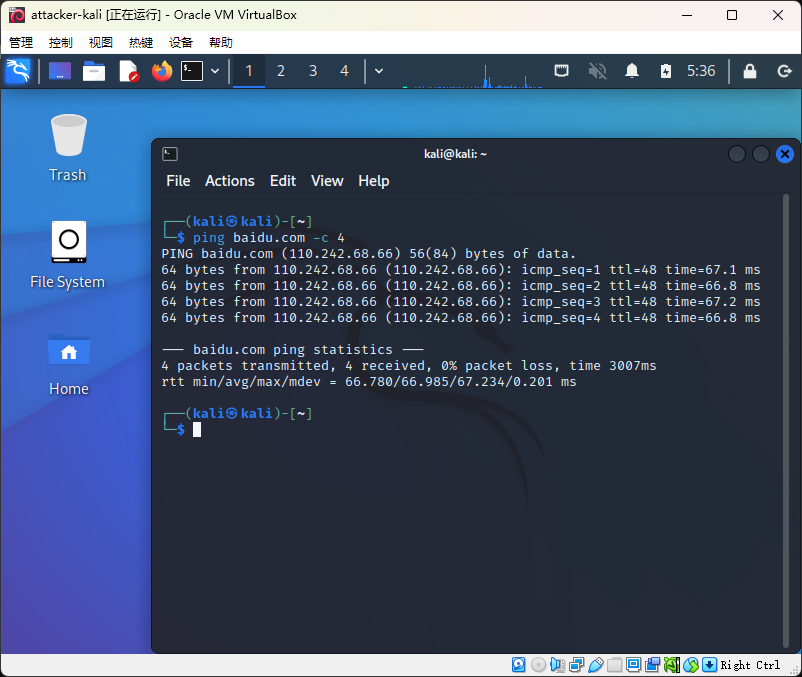 attacker-kali [正在运行] - Oracle VM VirtualBox
管理 控制 视图 热键 设备 帮助
1 2 3 4 5:36
Trash
File System
Home
kali@kali: ~
File Actions Edit View Help
┌──(kali㉿kali)-[~]
└─$ ping baidu.com -c 4
PING baidu.com (110.242.68.66) 56(84) bytes of data.
64 bytes from 110.242.68.66 (110.242.68.66): icmp_seq=1 ttl=48 time=67.1 ms
64 bytes from 110.242.68.66 (110.242.68.66): icmp_seq=2 ttl=48 time=66.8 ms
64 bytes from 110.242.68.66 (110.242.68.66): icmp_seq=3 ttl=48 time=67.2 ms
64 bytes from 110.242.68.66 (110.242.68.66): icmp_seq=4 ttl=48 time=66.8 ms
--- baidu.com ping statistics ---
4 packets transmitted, 4 received, 0% packet loss, time 3007ms
rtt min/avg/max/mdev = 66.780/66.985/67.234/0.201 ms
┌──(kali㉿kali)-[~]
└─$
Right Ctrl